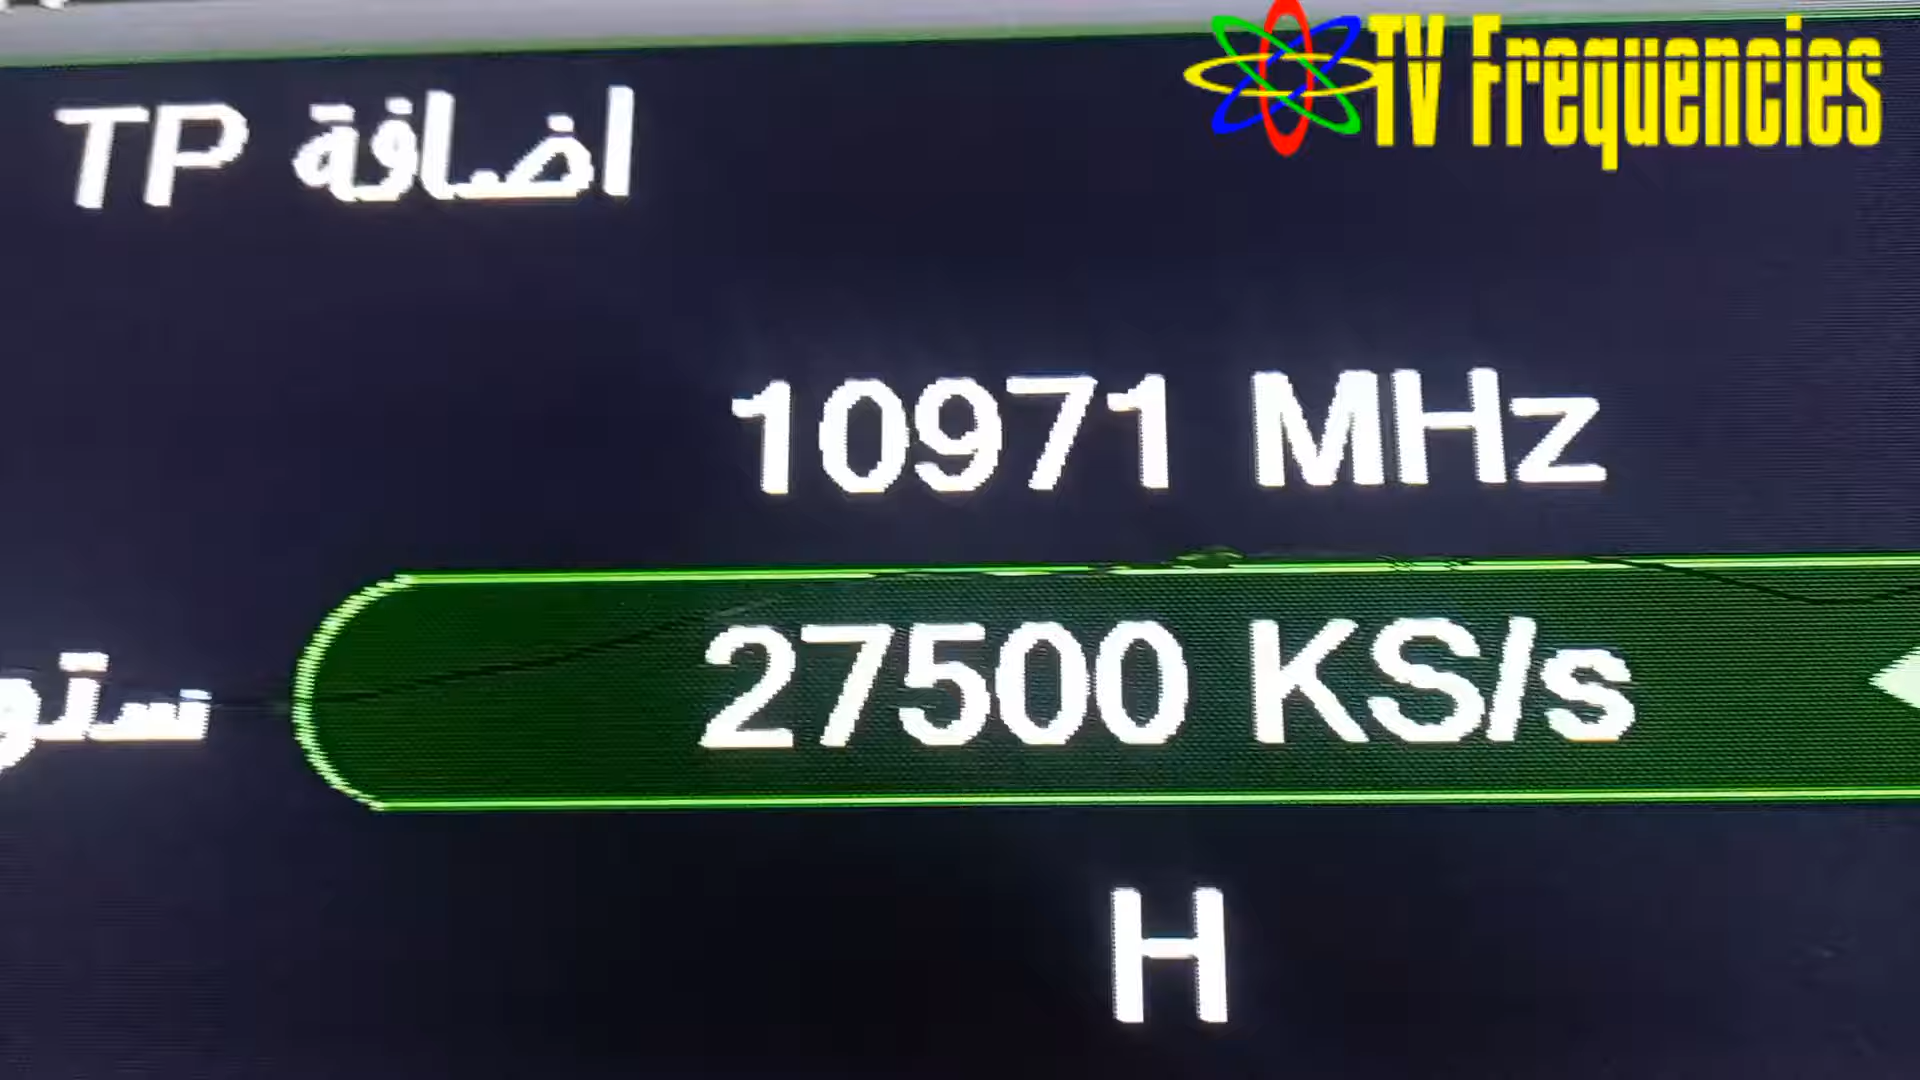 TV Frequencies
اضافة TP
10971 MHz
27500 KS/s
H